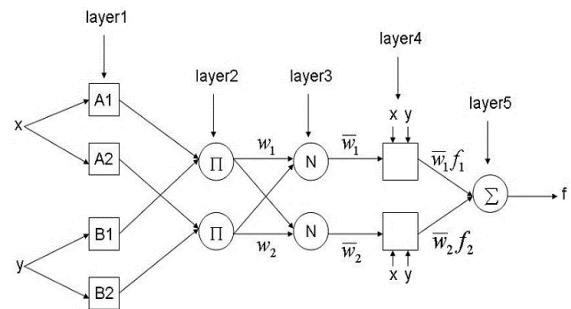 layer1
layer2
layer3
layer4
layer5
x
y
A1
A2
B1
B2
Π
Π
w₁
w₂
N
N
w̅₁
w̅₂
x y
x y
w̅₁f₁
w̅₂f₂
Σ
f